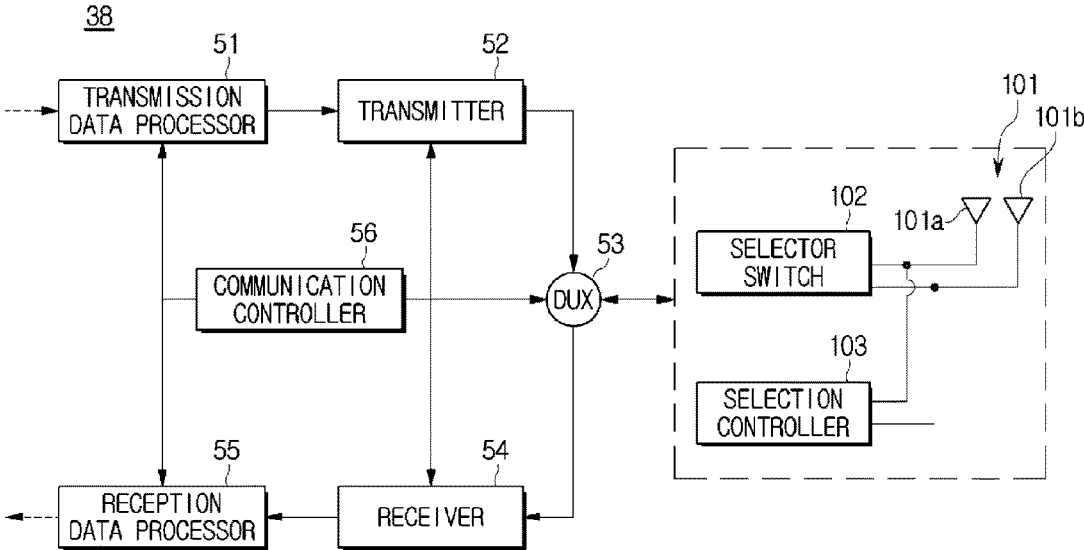 38
51
TRANSMISSION
DATA PROCESSOR
52
TRANSMITTER
101
101b
101a
102
SELECTOR
SWITCH
56
COMMUNICATION
CONTROLLER
53
DUX
103
SELECTION
CONTROLLER
55
RECEPTION
DATA PROCESSOR
54
RECEIVER